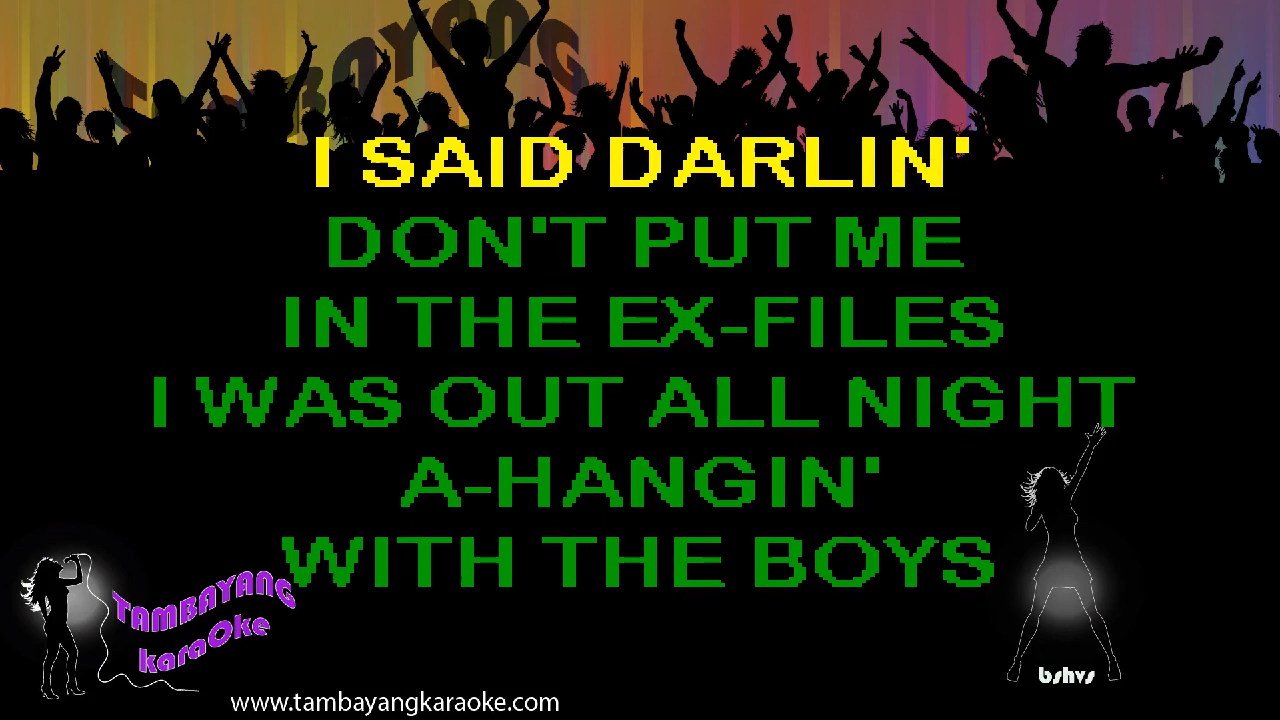 TAMBAYANG
I SAID DARLIN'
DON'T PUT ME
IN THE EX-FILES
I WAS OUT ALL NIGHT
A-HANGIN'
WITH THE BOYS
TAMBAYANG
karaOke
bshvs
www.tambayangkaraoke.com